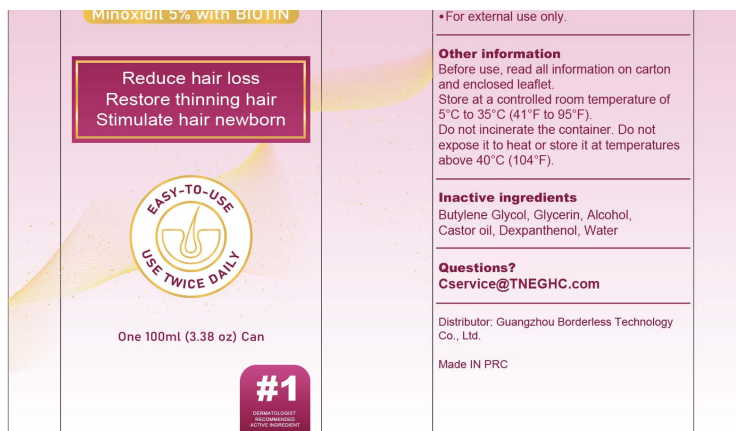 Minoxidil 5% with BIOTIN
Reduce hair loss
Restore thinning hair
Stimulate hair newborn
EASY-TO-USE
USE TWICE DAILY
One 100ml (3.38 oz) Can
#1
DERMATOLOGIST
RECOMMENDED
ACTIVE INGREDIENT
•For external use only.
Other information
Before use, read all information on carton
and enclosed leaflet.
Store at a controlled room temperature of
5°C to 35°C (41°F to 95°F).
Do not incinerate the container. Do not
expose it to heat or store it at temperatures
above 40°C (104°F).
Inactive ingredients
Butylene Glycol, Glycerin, Alcohol,
Castor oil, Dexpanthenol, Water
Questions?
Cservice@TNEGHC.com
Distributor: Guangzhou Borderless Technology
Co., Ltd.
Made IN PRC